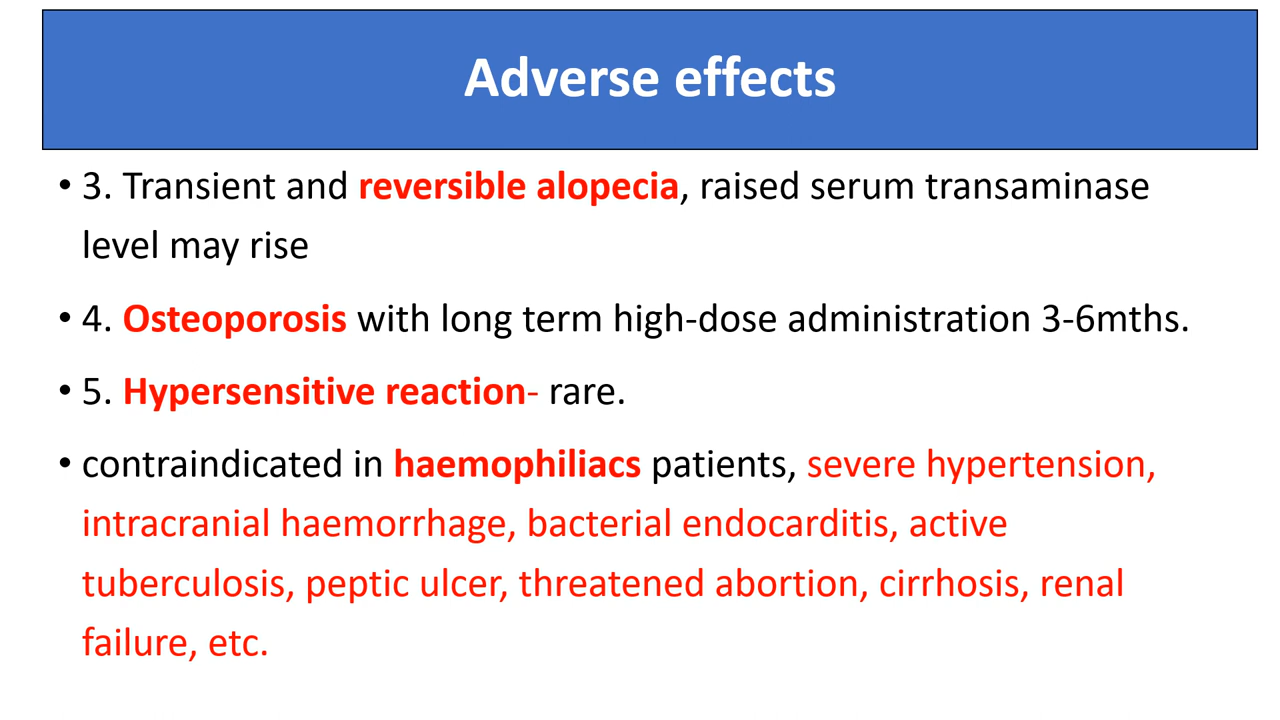 Adverse effects
• 3. Transient and reversible alopecia, raised serum transaminase
level may rise
• 4. Osteoporosis with long term high-dose administration 3-6mths.
• 5. Hypersensitive reaction- rare.
• contraindicated in haemophiliacs patients, severe hypertension,
intracranial haemorrhage, bacterial endocarditis, active
tuberculosis, peptic ulcer, threatened abortion, cirrhosis, renal
failure, etc.